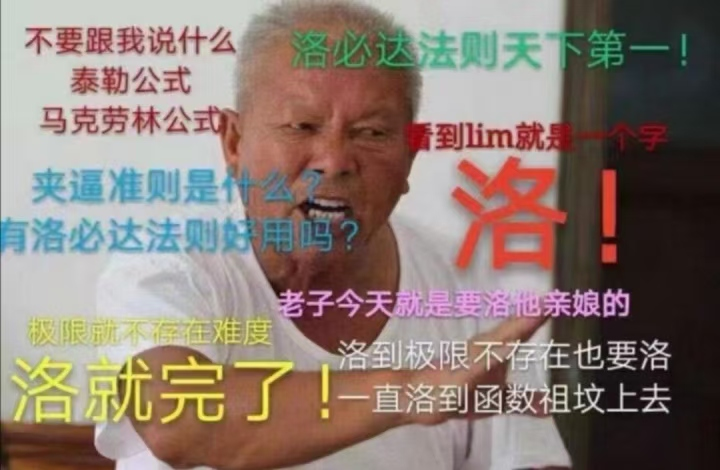 不要跟我说什么
泰勒公式
马克劳林公式
洛必达法则天下第一！
看到lim就是一个字
洛！
夹逼准则是什么？
有洛必达法则好用吗？
老子今天就是要洛他亲娘的
极限就不存在难度
洛就完了！
洛到极限不存在也要洛
一直洛到函数祖坟上去